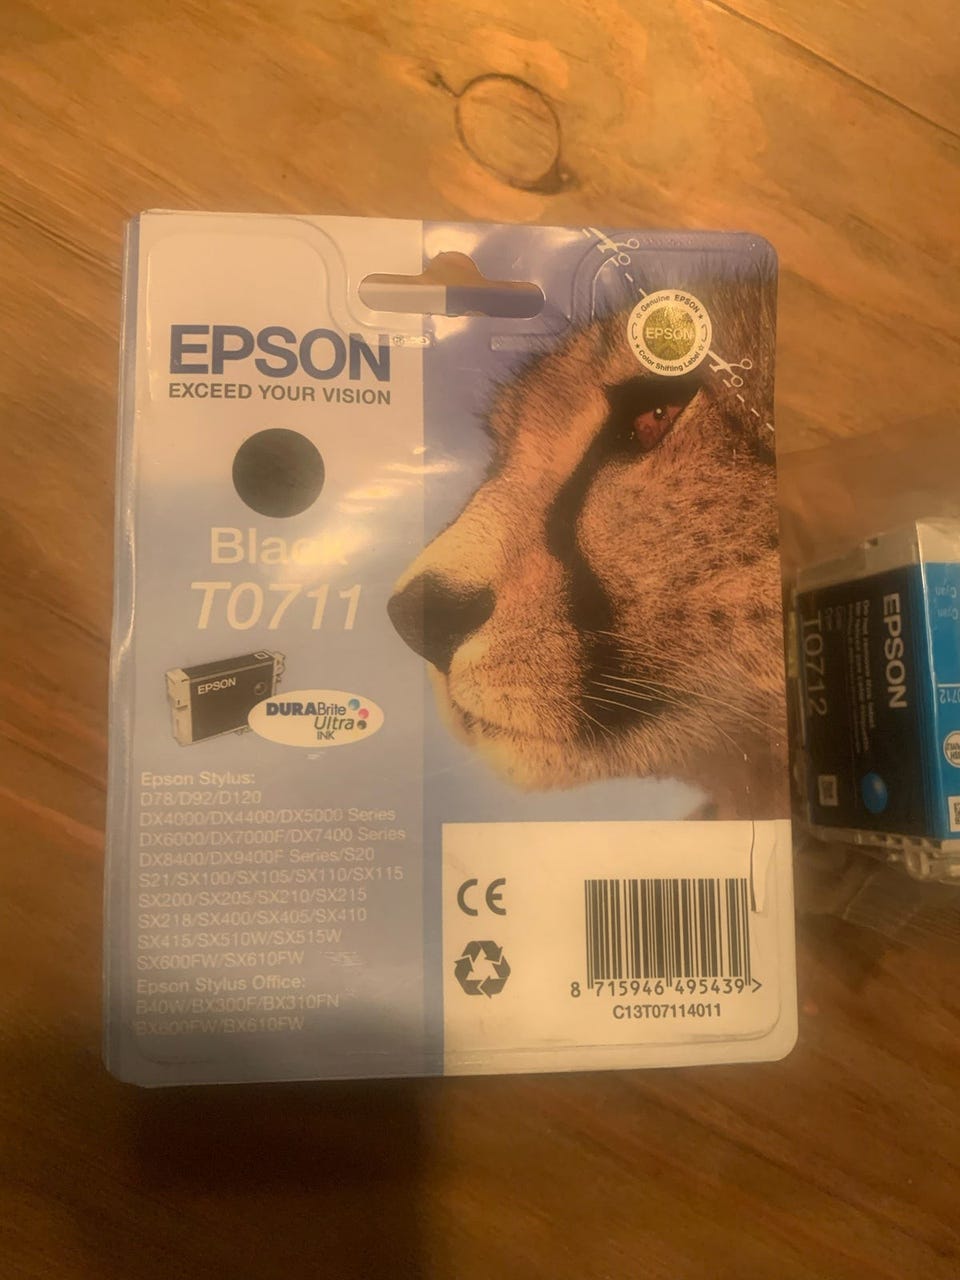 EPSON
EXCEED YOUR VISION
Genuine EPSON
EPSON
Color Shifting Label
Black
T0711
EPSON
DURABrite
Ultra
INK
Epson Stylus:
D78/D92/D120
DX4000/DX4400/DX5000 Series
DX6000/DX7000F/DX7400 Series
DX8400/DX9400F Series/S20
S21/SX100/SX105/SX110/SX115
SX200/SX205/SX210/SX215
SX218/SX400/SX405/SX410
SX415/SX510W/SX515W
SX600FW/SX610FW
Epson Stylus Office:
B40W/BX300F/BX310FN
BX600FW/BX610FW
CE
8 715946 495439 >
C13T07114011
EPSON
T0712
Cyan
Cyan
0712